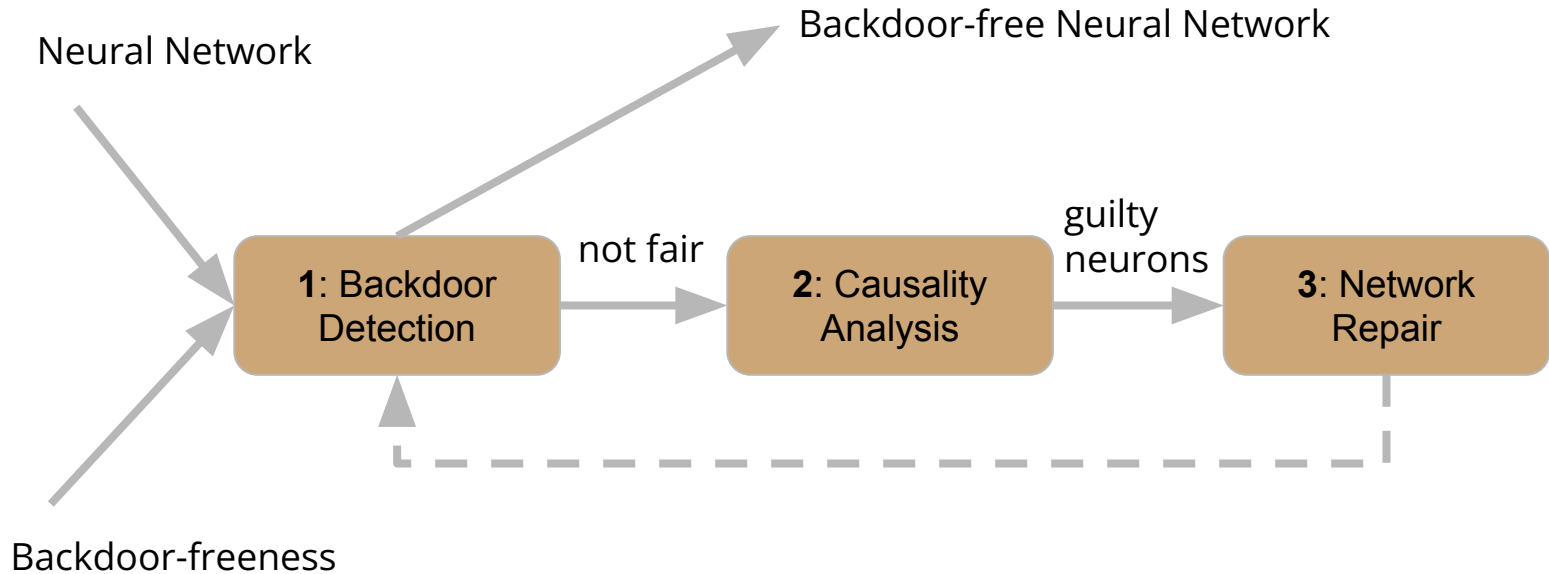 Backdoor-free Neural Network
Neural Network
not fair
guilty
neurons
1: Backdoor
Detection
2: Causality
Analysis
3: Network
Repair
Backdoor-freeness